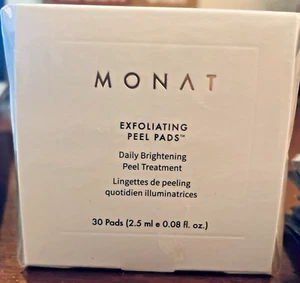 MONAT
EXFOLIATING
PEEL PADS™
Daily Brightening
Peel Treatment
Lingettes de peeling
quotidien illuminatrices
30 Pads (2.5 ml e 0.08 fl. oz.)